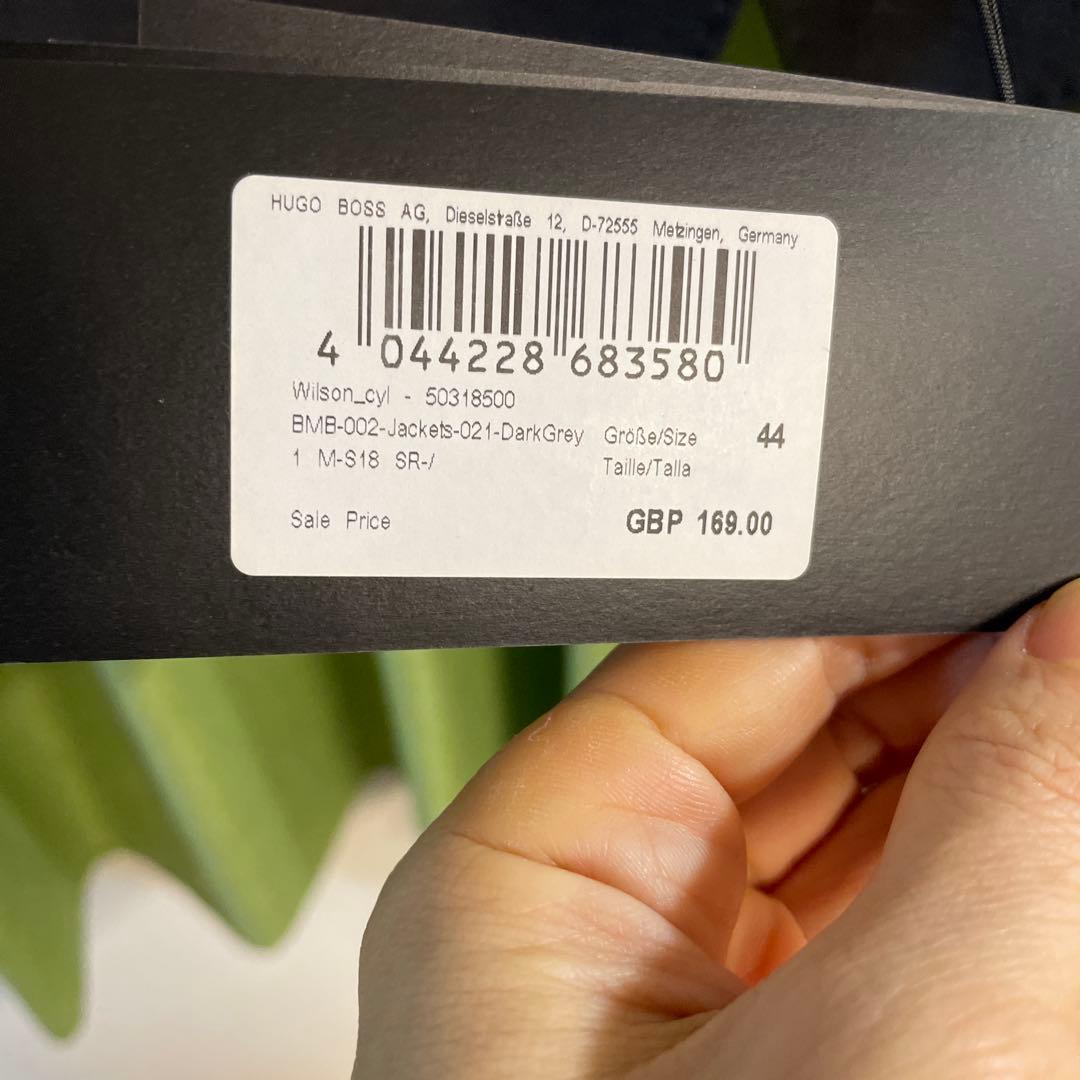 HUGO BOSS AG, Dieselstraße 12, D-72555 Metzingen, Germany
4 044228 683580
Wilson_cyl - 50318500
BMB-002-Jackets-021-DarkGrey Größe/Size 44
1 M-S18 SR-/ Taille/Talla
Sale Price GBP 169.00